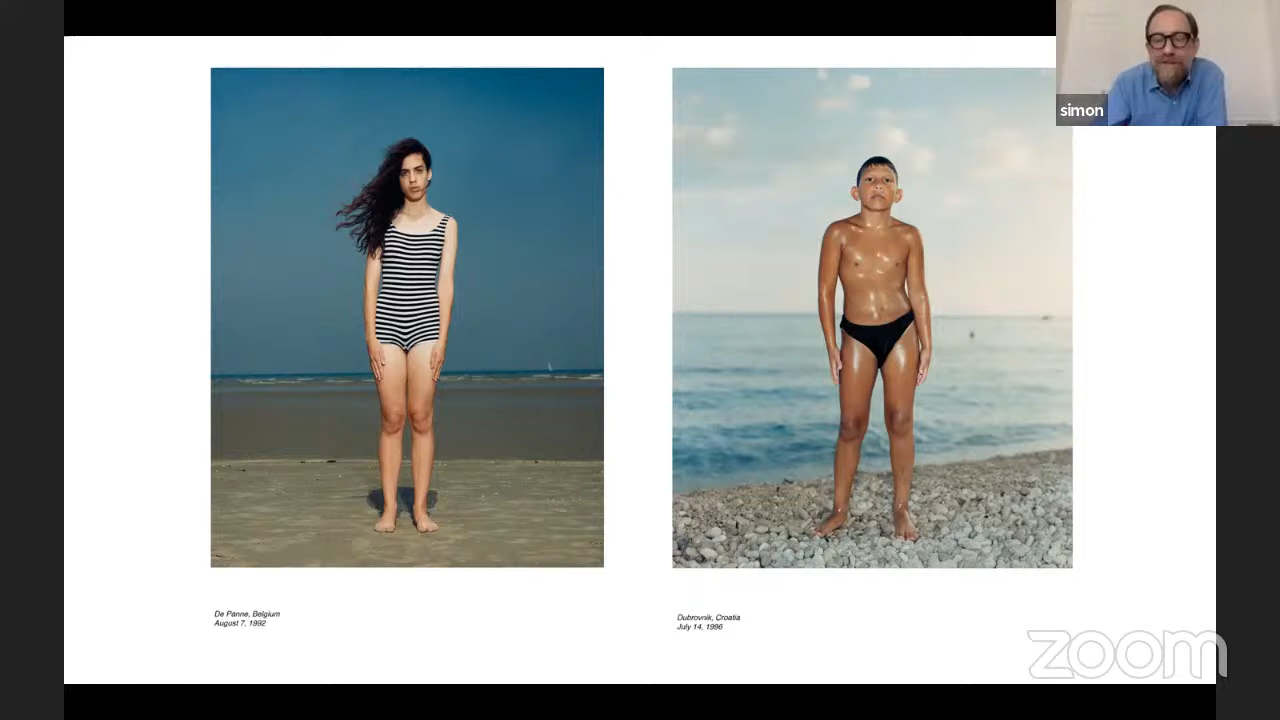 simon
De Panne, Belgium
August 7, 1992
Dubrovnik, Croatia
July 14, 1996
zoom